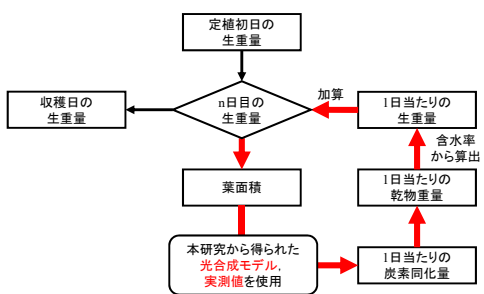 定植初日の
生重量
加算
収穫日の
生重量
n日目の
生重量
1日当たりの
生重量
含水率
から算出
葉面積
1日当たりの
乾物重量
本研究から得られた
光合成モデル,
実測値を使用
1日当たりの
炭素同化量